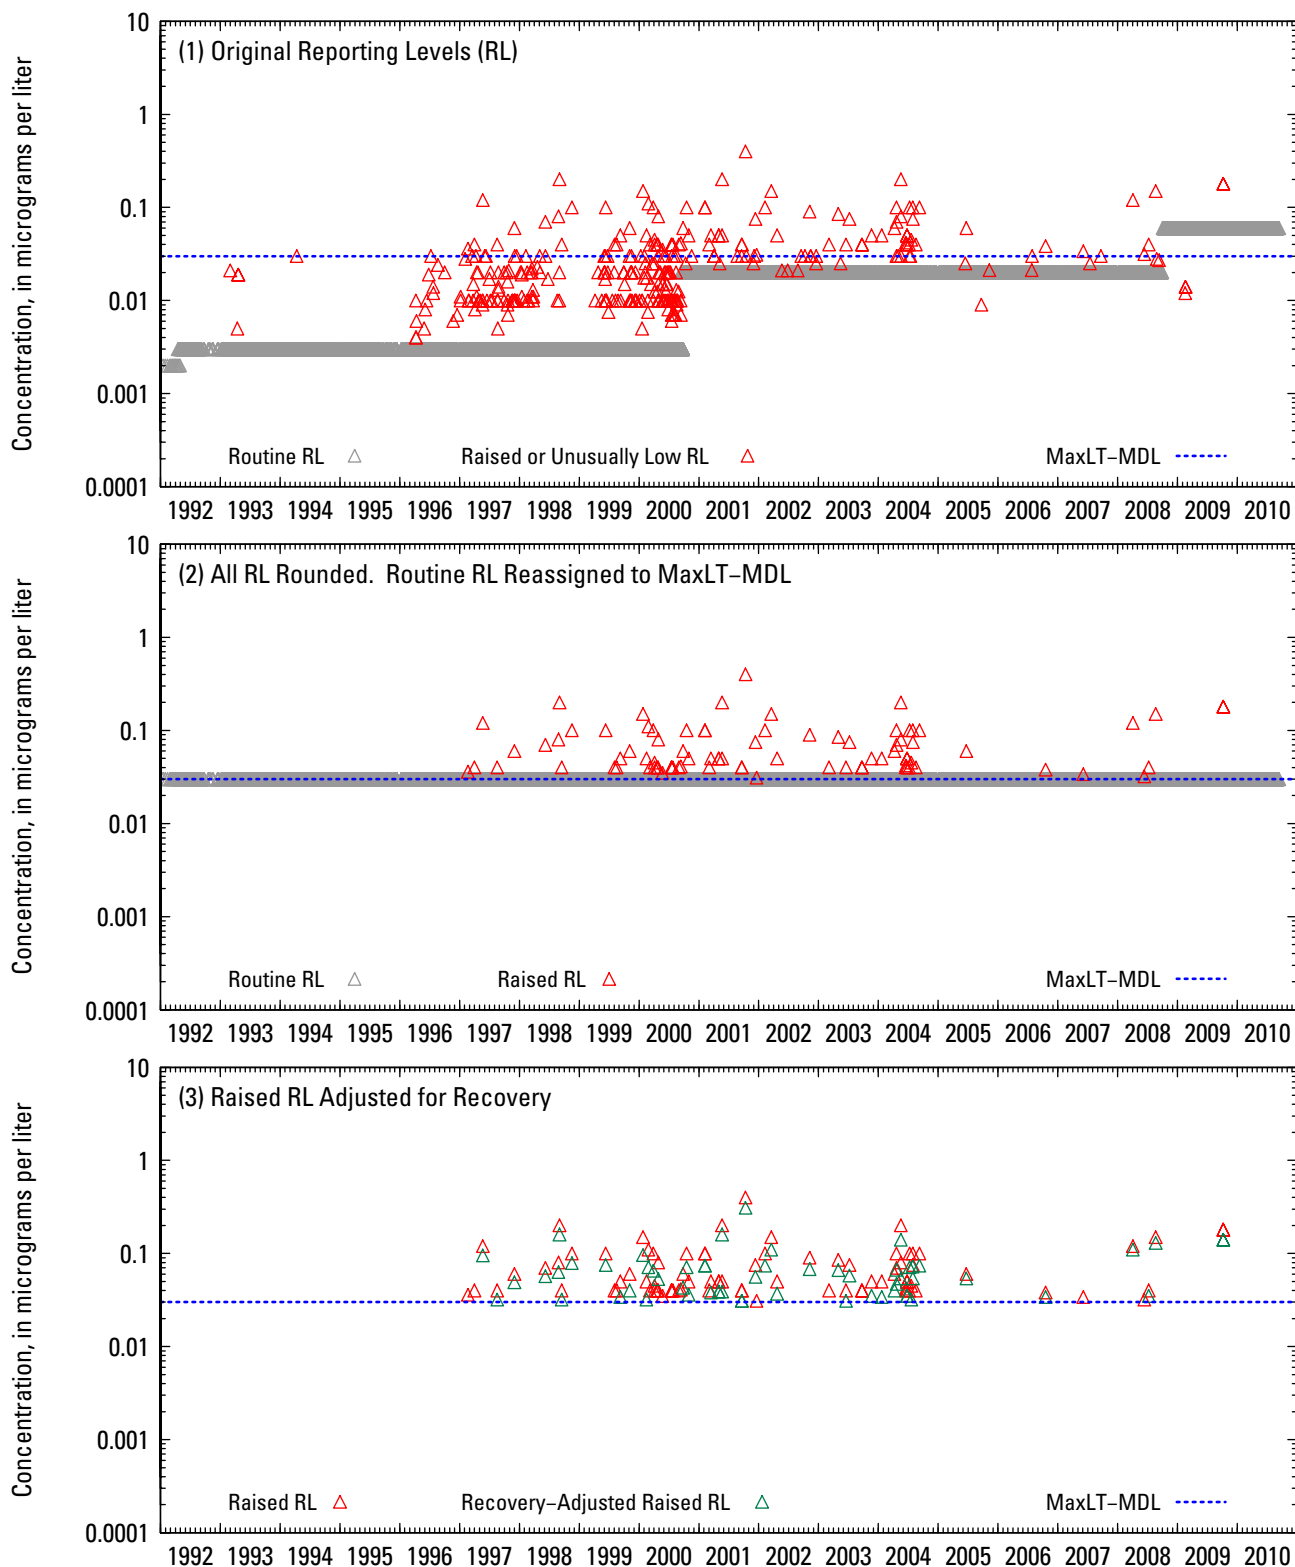 (1) Original Reporting Levels (RL)
Concentration, in micrograms per liter
10
1
0.1
0.01
0.001
0.0001
Routine RL
Raised or Unusually Low RL
MaxLT–MDL
1992 1993 1994 1995 1996 1997 1998 1999 2000 2001 2002 2003 2004 2005 2006 2007 2008 2009 2010
(2) All RL Rounded. Routine RL Reassigned to MaxLT–MDL
Concentration, in micrograms per liter
10
1
0.1
0.01
0.001
0.0001
Routine RL
Raised RL
MaxLT–MDL
1992 1993 1994 1995 1996 1997 1998 1999 2000 2001 2002 2003 2004 2005 2006 2007 2008 2009 2010
(3) Raised RL Adjusted for Recovery
Concentration, in micrograms per liter
10
1
0.1
0.01
0.001
0.0001
Raised RL
Recovery–Adjusted Raised RL
MaxLT–MDL
1992 1993 1994 1995 1996 1997 1998 1999 2000 2001 2002 2003 2004 2005 2006 2007 2008 2009 2010